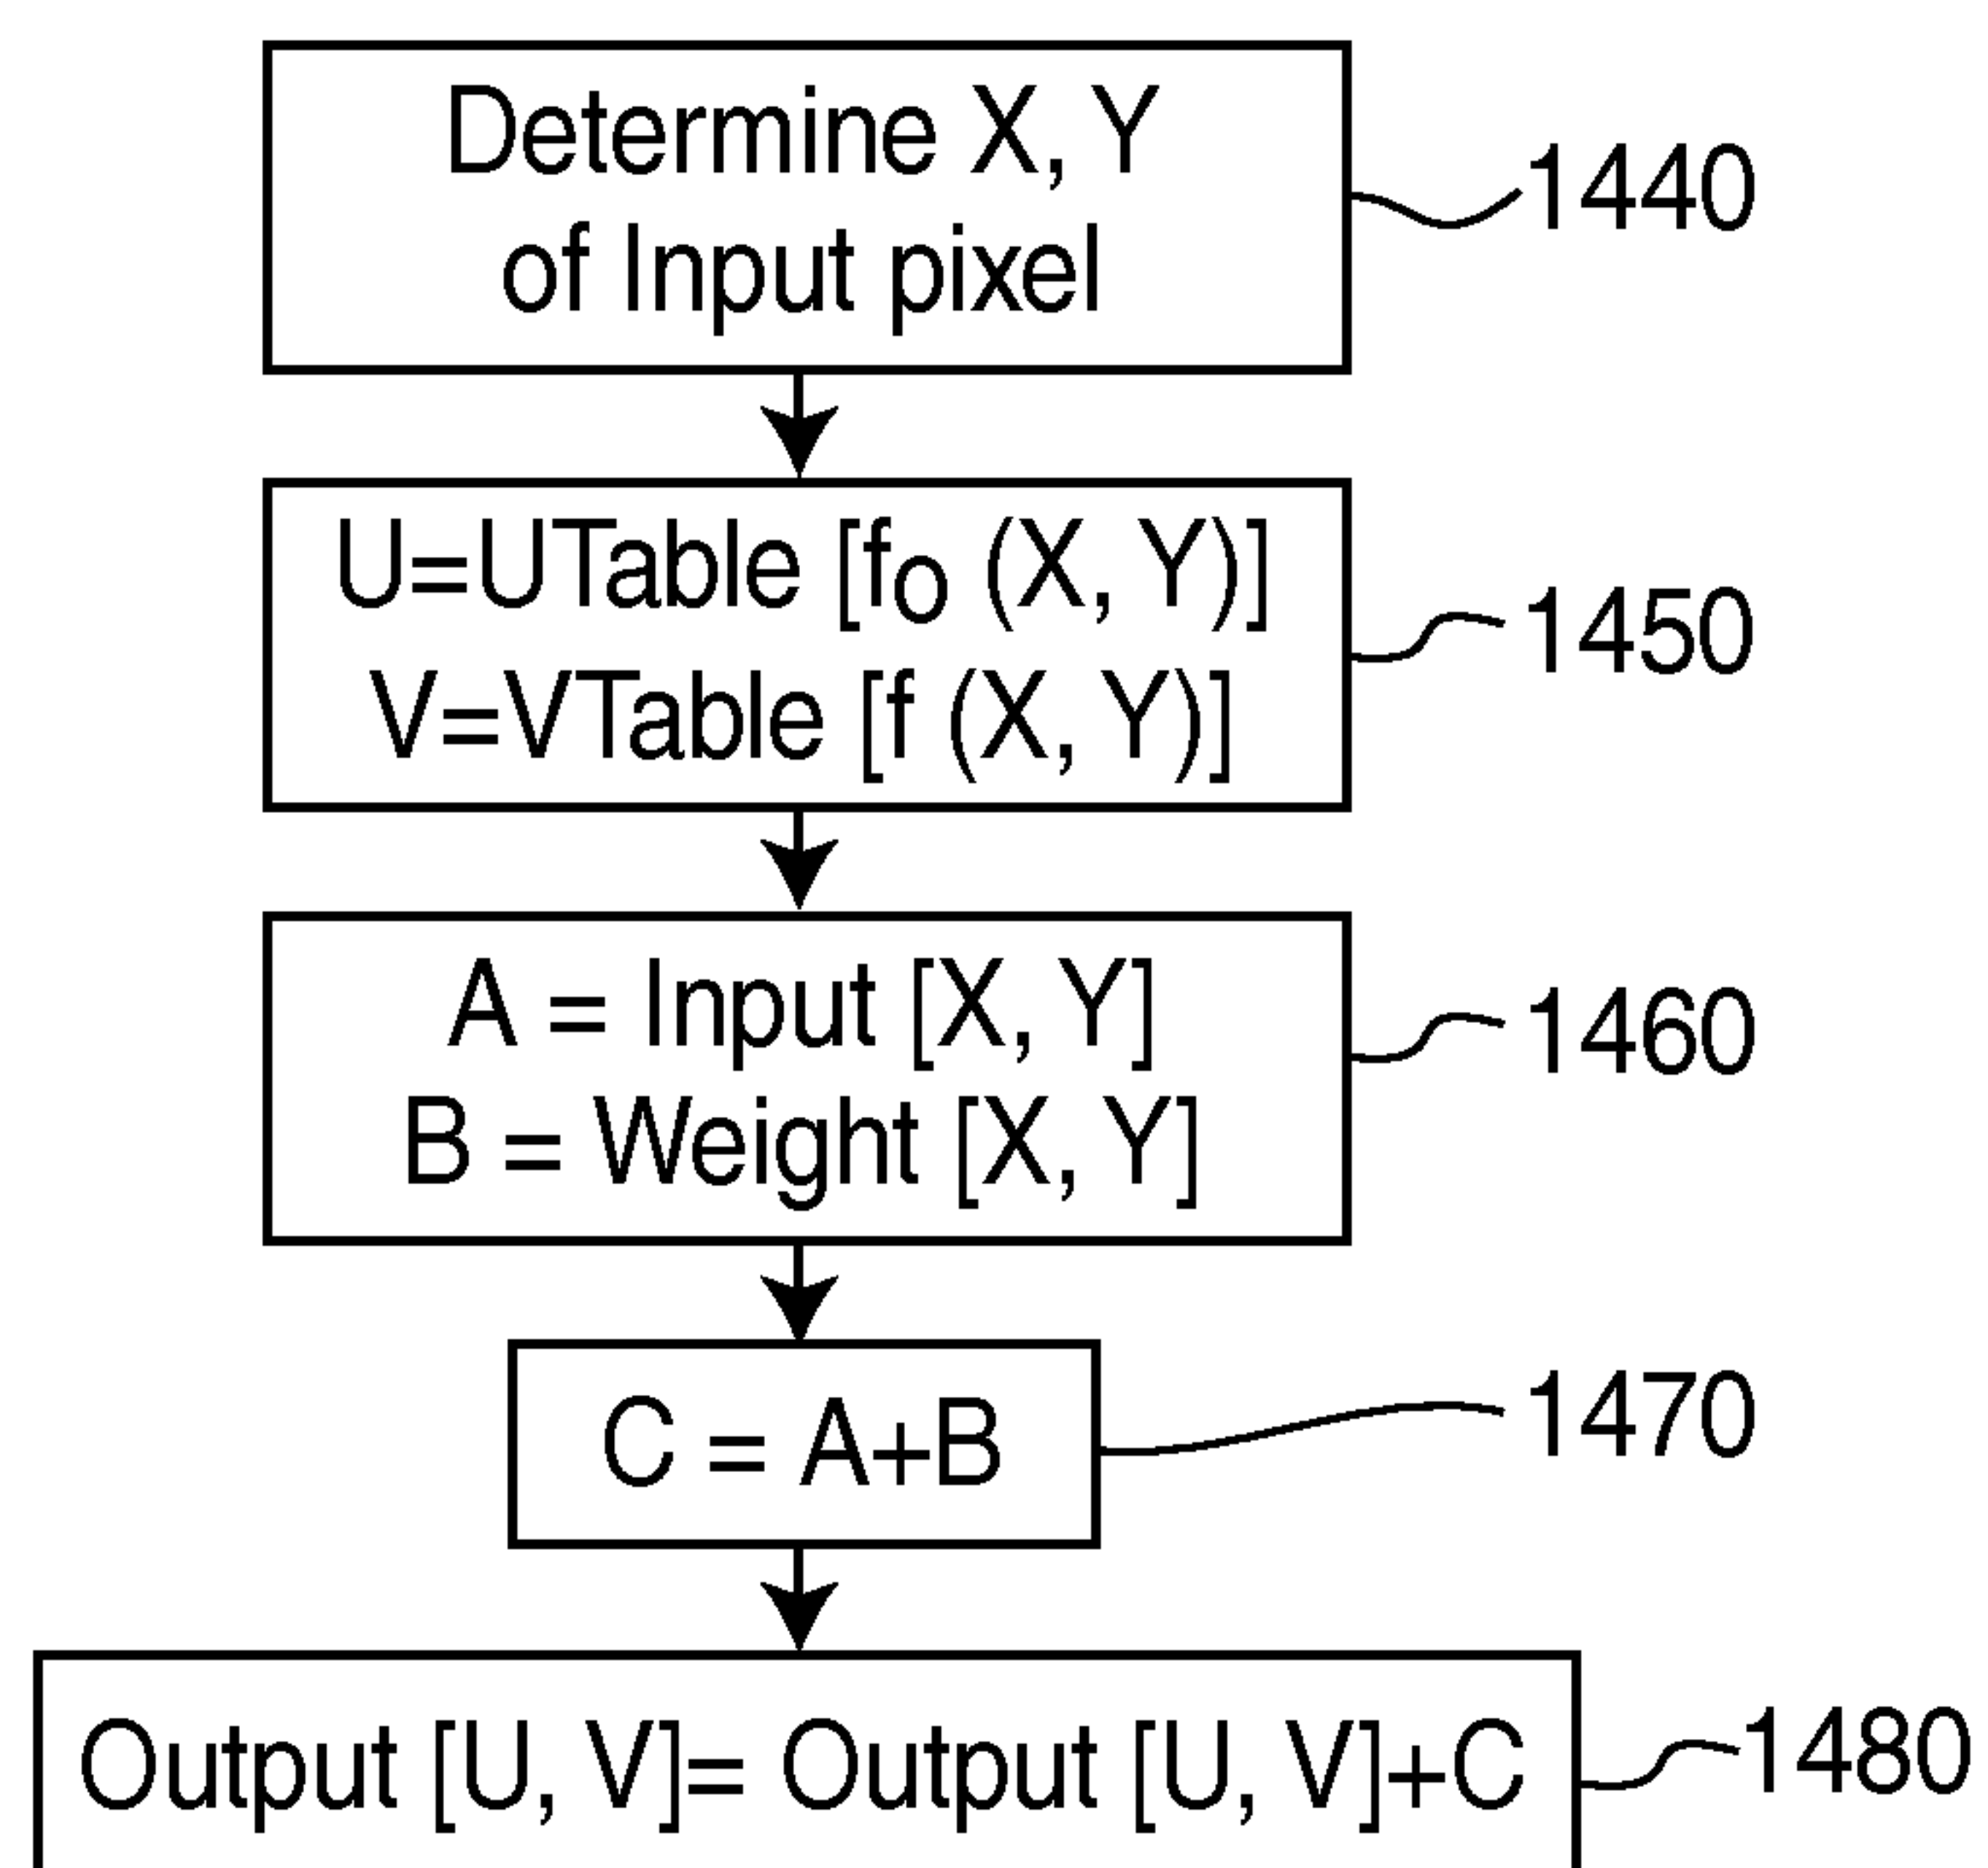 Determine X, Y
of Input pixel
1440
U=UTable [fo (X, Y)]
V=VTable [f (X, Y)]
1450
A = Input [X, Y]
B = Weight [X, Y]
1460
C = A+B
1470
Output [U, V]= Output [U, V]+C
1480